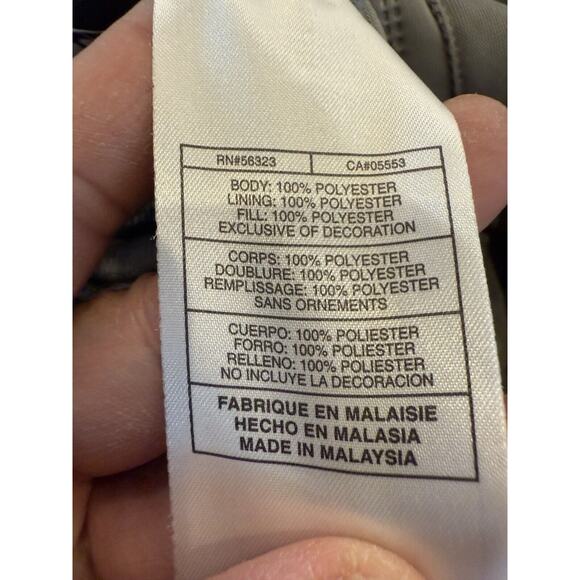 RN#56323 CA#05553
BODY: 100% POLYESTER
LINING: 100% POLYESTER
FILL: 100% POLYESTER
EXCLUSIVE OF DECORATION
CORPS: 100% POLYESTER
DOUBLURE: 100% POLYESTER
REMPLISSAGE: 100% POLYESTER
SANS ORNEMENTS
CUERPO: 100% POLIESTER
FORRO: 100% POLIESTER
RELLENO: 100% POLIESTER
NO INCLUYE LA DECORACION
FABRIQUE EN MALAISIE
HECHO EN MALASIA
MADE IN MALAYSIA